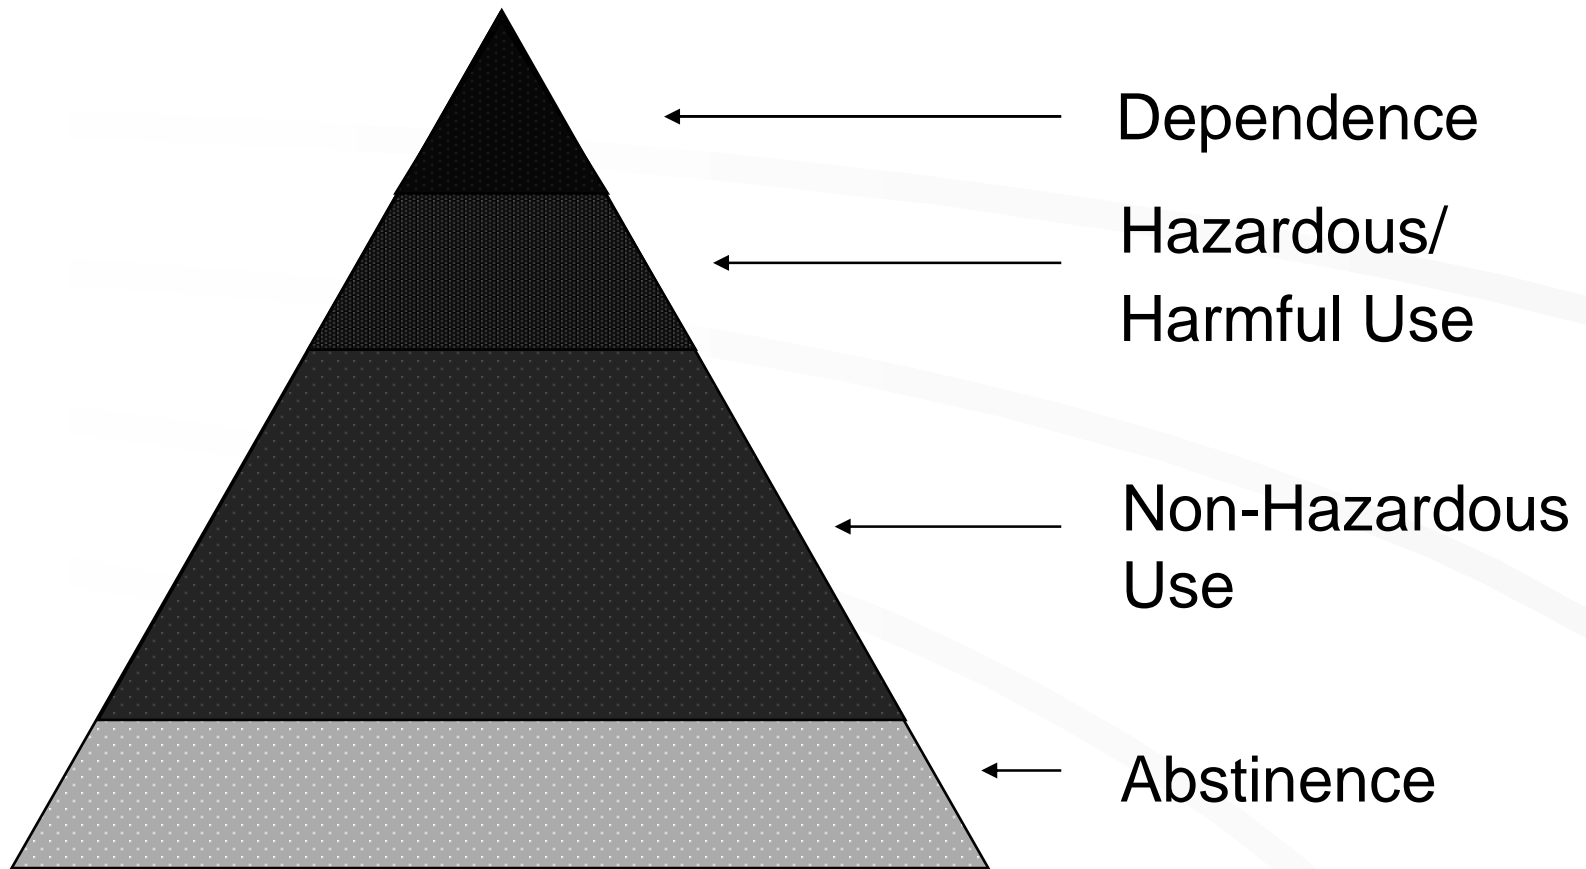 Dependence
Hazardous/
Harmful Use
Non-Hazardous
Use
Abstinence